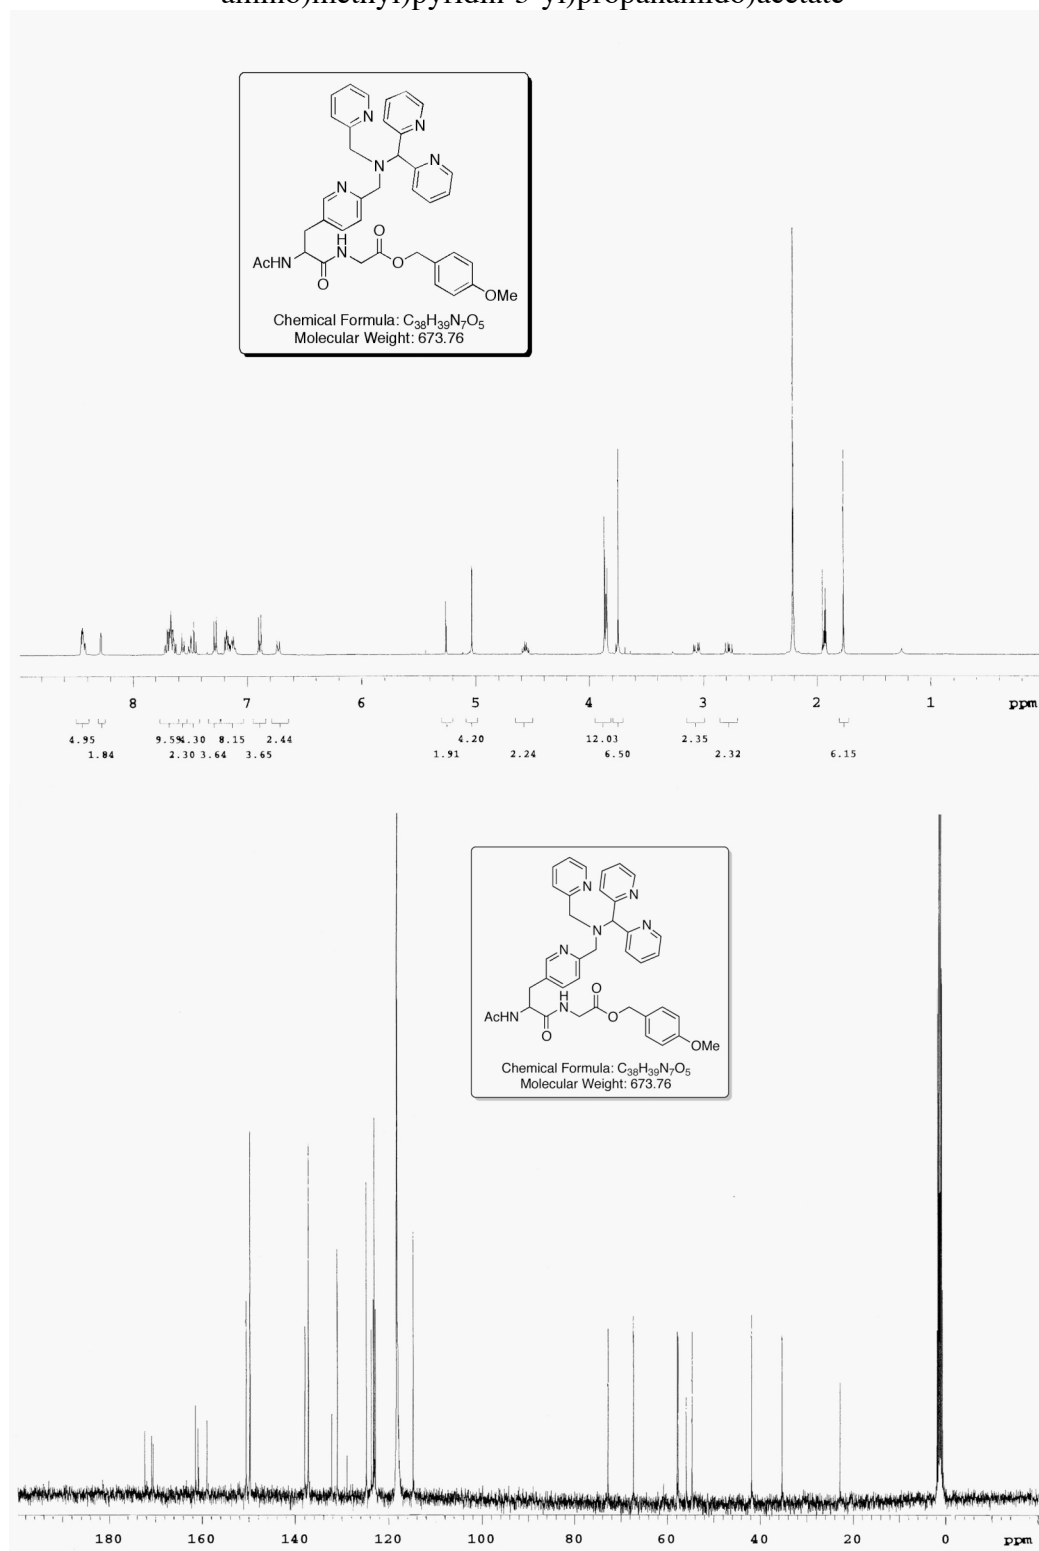 amino)methyl)pyridin-3-yl)propanamido)acetate
N
N
N
N
N
AcHN
O
H
N
O
O
OMe
Chemical Formula: C38H39N7O5
Molecular Weight: 673.76
8 7 6 5 4 3 2 1 ppm
4.95 9.59 4.30 8.15 2.44 4.20 12.03 2.35
1.84 2.30 3.64 3.65 1.91 2.24 6.50 2.32 6.15
N
N
N
N
N
AcHN
O
H
N
O
O
OMe
Chemical Formula: C38H39N7O5
Molecular Weight: 673.76
180 160 140 120 100 80 60 40 20 0 ppm